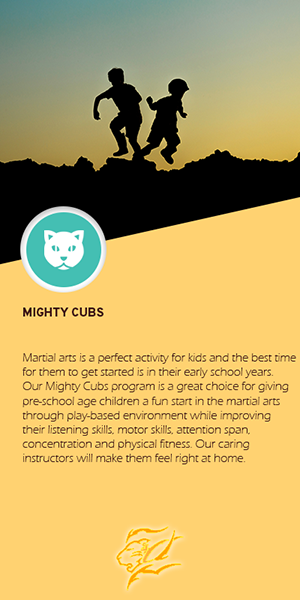 MIGHTY CUBS
Martial arts is a perfect activity for kids and the best time
for them to get started is in their early school years.
Our Mighty Cubs program is a great choice for giving
pre-school age children a fun start in the martial arts
through play-based environment while improving
their listening skills, motor skills, attention span,
concentration and physical fitness. Our caring
instructors will make them feel right at home.